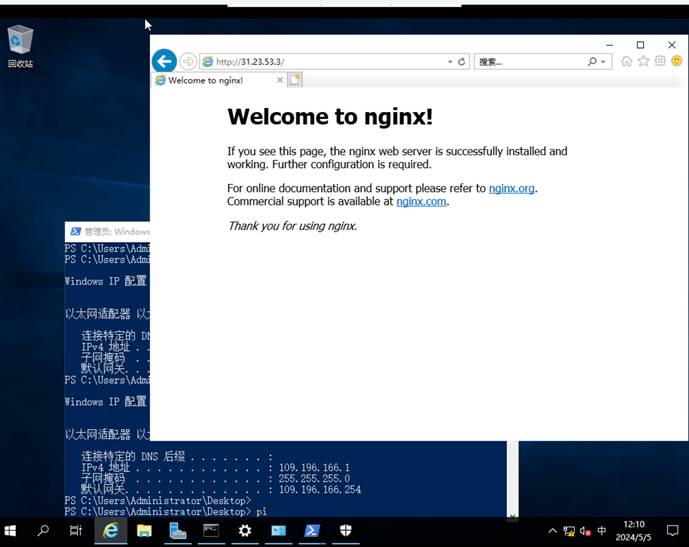 回收站
http://31.23.53.3/
搜索...
Welcome to nginx!
Welcome to nginx!
If you see this page, the nginx web server is successfully installed and
working. Further configuration is required.
For online documentation and support please refer to nginx.org.
Commercial support is available at nginx.com.
Thank you for using nginx.
管理员: Windows
PS C:\Users\Admi
PS C:\Users\Admi
Windows IP 配置
以太网适配器 以太
连接特定的 DNS
IPv4 地址 . .
子网掩码 . .
默认网关. . .
PS C:\Users\Admi
Windows IP 配置
以太网适配器 以太
连接特定的 DNS 后缀 . . . . . . . :
IPv4 地址 . . . . . . . . . . . . : 109.196.166.1
子网掩码 . . . . . . . . . . . . : 255.255.255.0
默认网关. . . . . . . . . . . . . : 109.196.166.254
PS C:\Users\Administrator\Desktop>
PS C:\Users\Administrator\Desktop> pi
中
12:10
2024/5/5